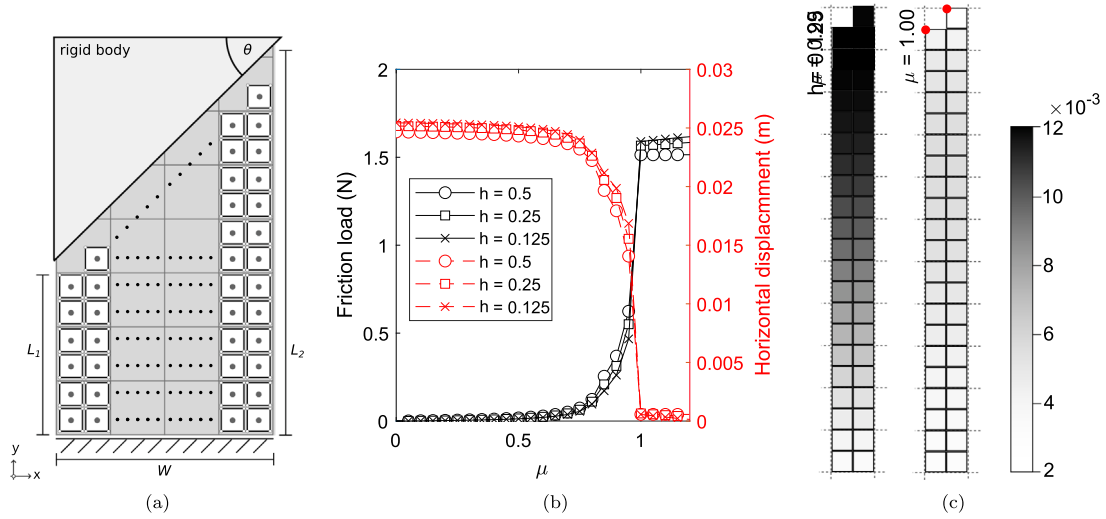 rigid body
θ
L₁
L₂
W
y
x
(a)
2
1.5
1
0.5
0
Friction load (N)
0
0.5
1
μ
0.03
0.025
0.02
0.015
0.01
0.005
0
Horizontal displacmment (m)
h = 0.5
h = 0.25
h = 0.125
h = 0.5
h = 0.25
h = 0.125
(b)
μ = 1.00
×10⁻³
12
10
8
6
4
2
(c)